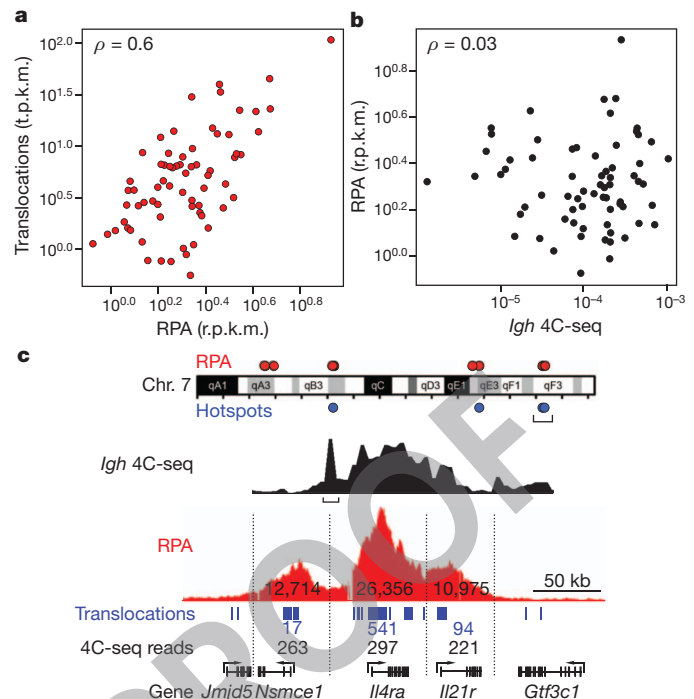 a
ρ = 0.6
Translocations (t.p.k.m.)
10^2.0
10^1.5
10^1.0
10^0.5
10^0.0
10^0.0 10^0.2 10^0.4 10^0.6 10^0.8
RPA (r.p.k.m.)
b
ρ = 0.03
RPA (r.p.k.m.)
10^0.8
10^0.6
10^0.4
10^0.2
10^0.0
10^−5 10^−4 10^−3
Igh 4C-seq
c
RPA
Chr. 7 qA1 qA3 qB3 qC qD3 qE1 qE3 qF1 qF3
Hotspots
Igh 4C-seq
RPA
12,714 26,356 10,975 50 kb
Translocations
17 541 94
4C-seq reads 263 297 221
Gene Jmid5 Nsmce1 Il4ra Il21r Gtf3c1
PROOF